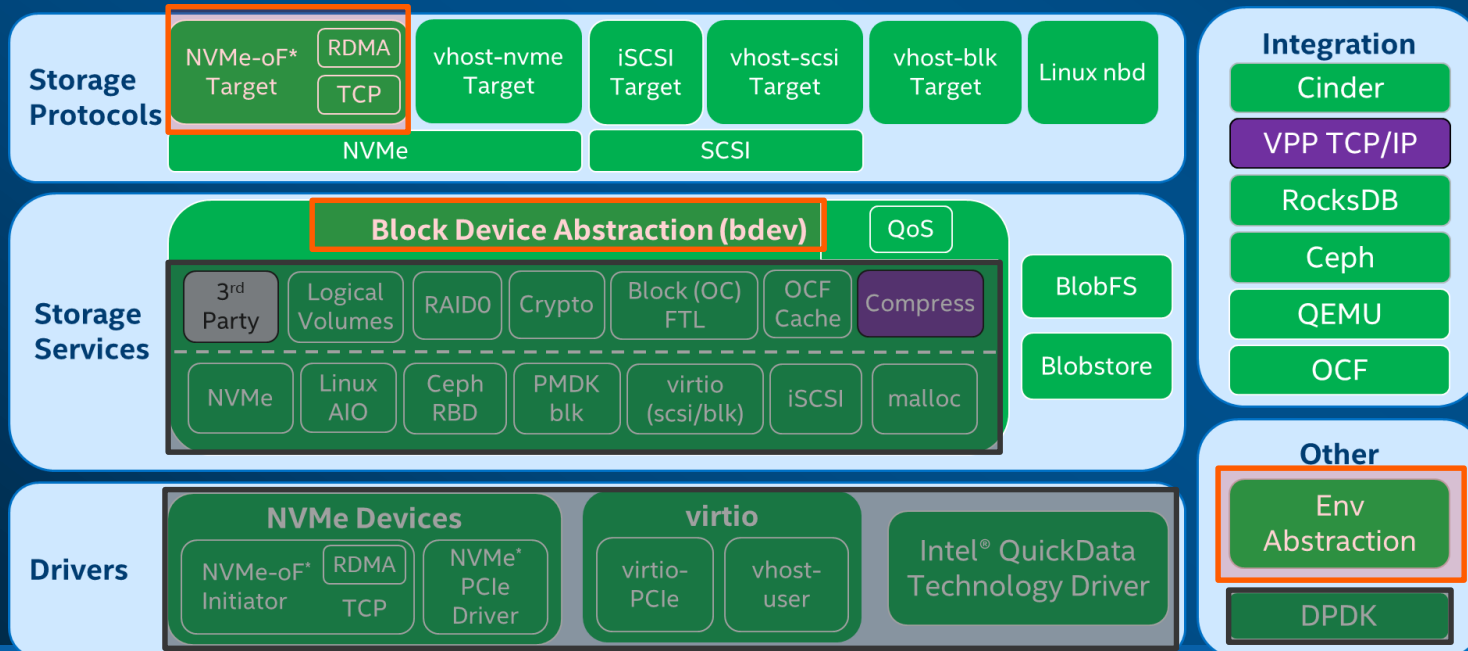 Storage
Protocols
NVMe-oF*
Target
RDMA
TCP
vhost-nvme
Target
iSCSI
Target
vhost-scsi
Target
vhost-blk
Target
Linux nbd
NVMe
SCSI
Storage
Services
Block Device Abstraction (bdev)
QoS
3rd
Party
Logical
Volumes
RAID0
Crypto
Block (OC)
FTL
OCF
Cache
Compress
NVMe
Linux
AIO
Ceph
RBD
PMDK
blk
virtio
(scsi/blk)
iSCSI
malloc
BlobFS
Blobstore
Drivers
NVMe Devices
NVMe-oF*
Initiator
RDMA
TCP
NVMe*
PCIe
Driver
virtio
virtio-
PCIe
vhost-
user
Intel® QuickData
Technology Driver
Integration
Cinder
VPP TCP/IP
RocksDB
Ceph
QEMU
OCF
Other
Env
Abstraction
DPDK